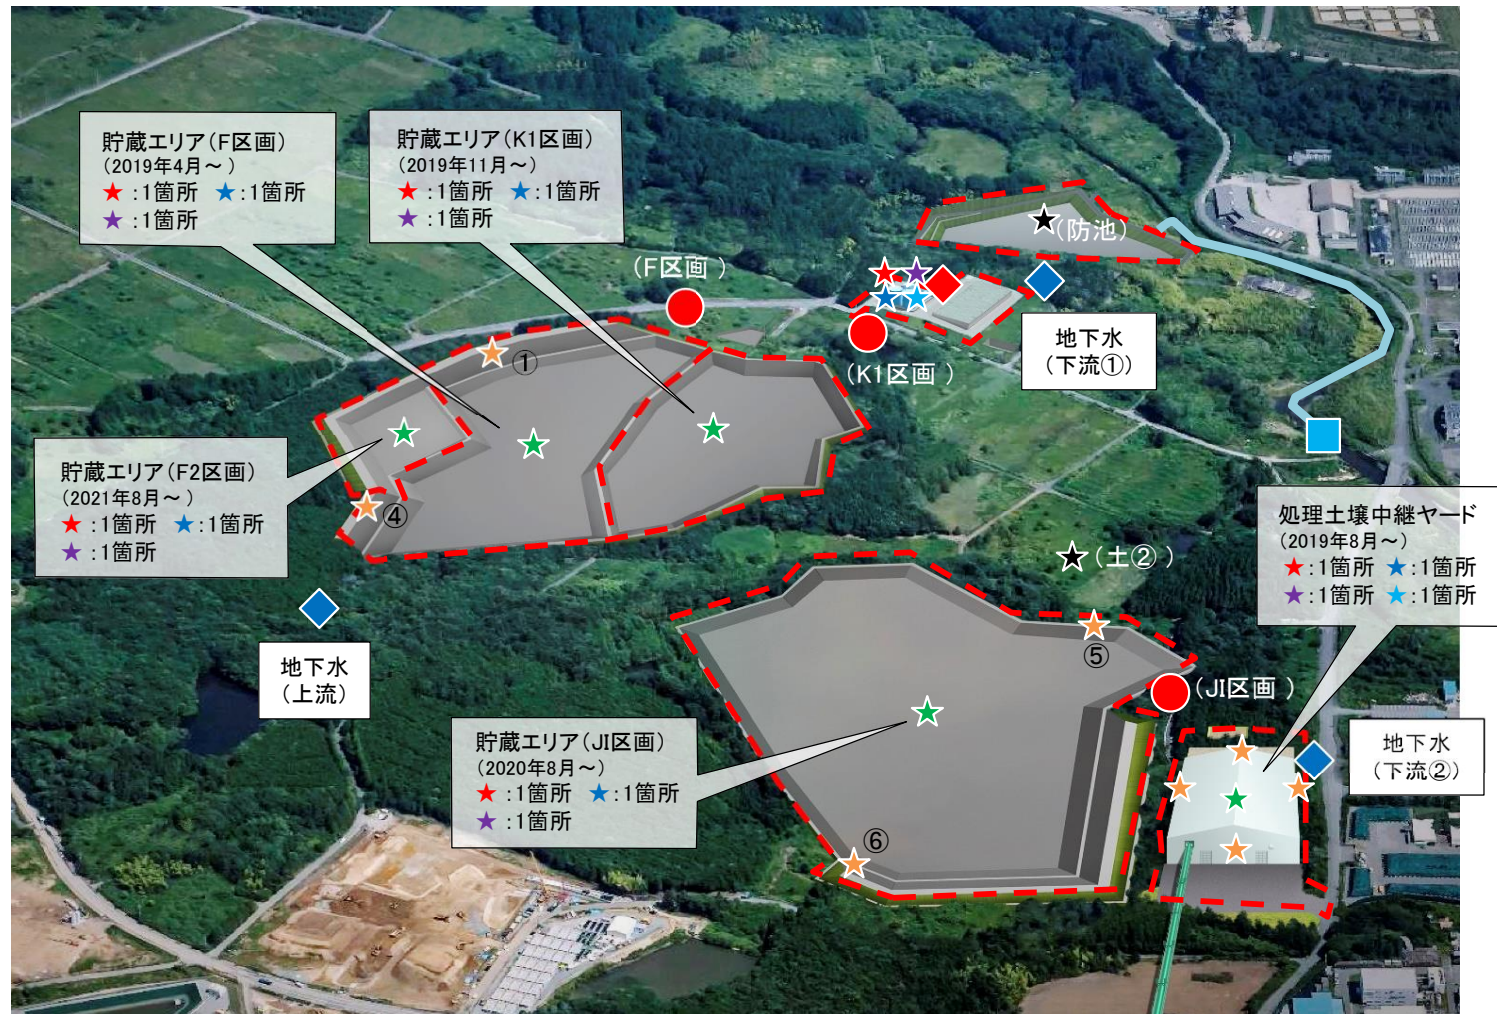 貯蔵エリア(F区画)
(2019年4月～)
★:1箇所 ★:1箇所
★:1箇所
貯蔵エリア(K1区画)
(2019年11月～)
★:1箇所 ★:1箇所
★:1箇所
(防池)
(F区画)
地下水
(下流①)
(K1区画)
①
貯蔵エリア(F2区画)
(2021年8月～)
★:1箇所 ★:1箇所
★:1箇所
④
処理土壌中継ヤード
(2019年8月～)
★:1箇所 ★:1箇所
★:1箇所 ★:1箇所
(土②)
地下水
(上流)
⑤
(JI区画)
貯蔵エリア(JI区画)
(2020年8月～)
★:1箇所 ★:1箇所
★:1箇所
地下水
(下流②)
⑥